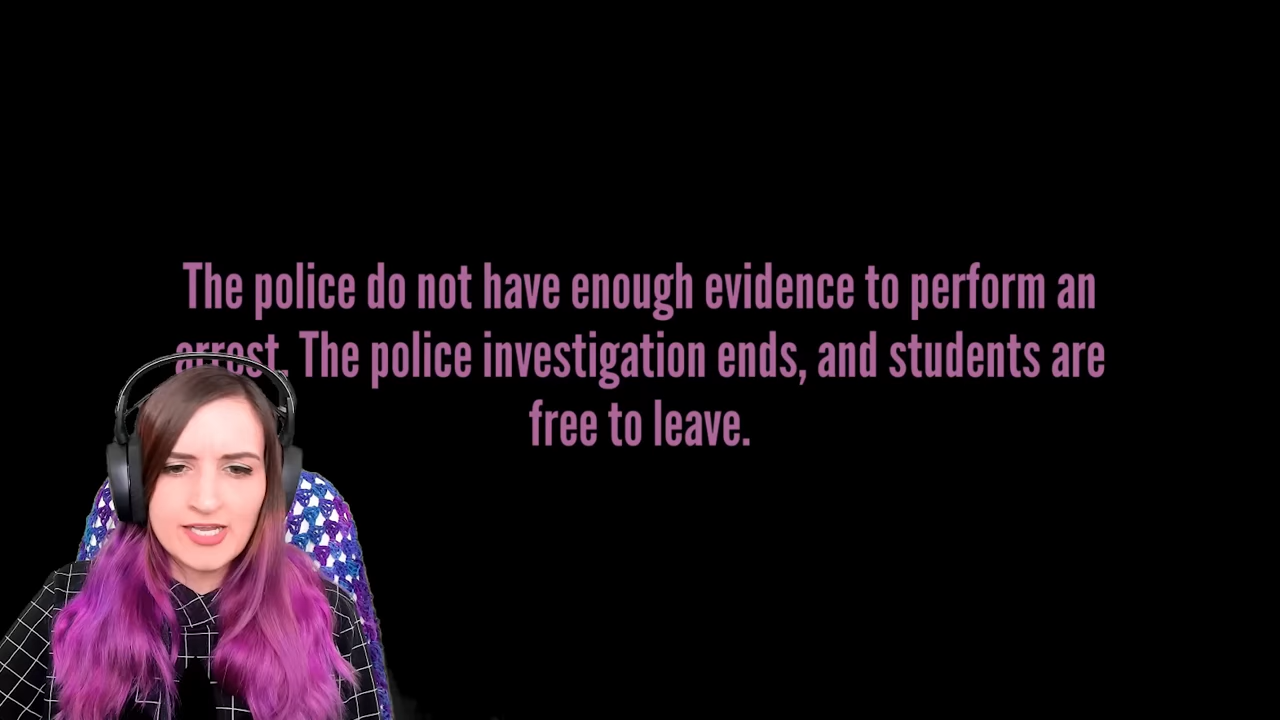 The police do not have enough evidence to perform an
arrest. The police investigation ends, and students are
free to leave.